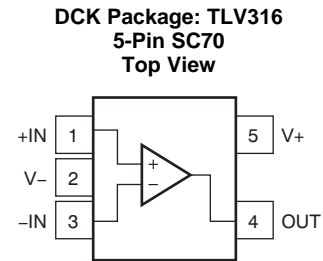 DCK Package: TLV316
5-Pin SC70
Top View
+IN 1 5 V+
+
V− 2
−
−IN 3 4 OUT